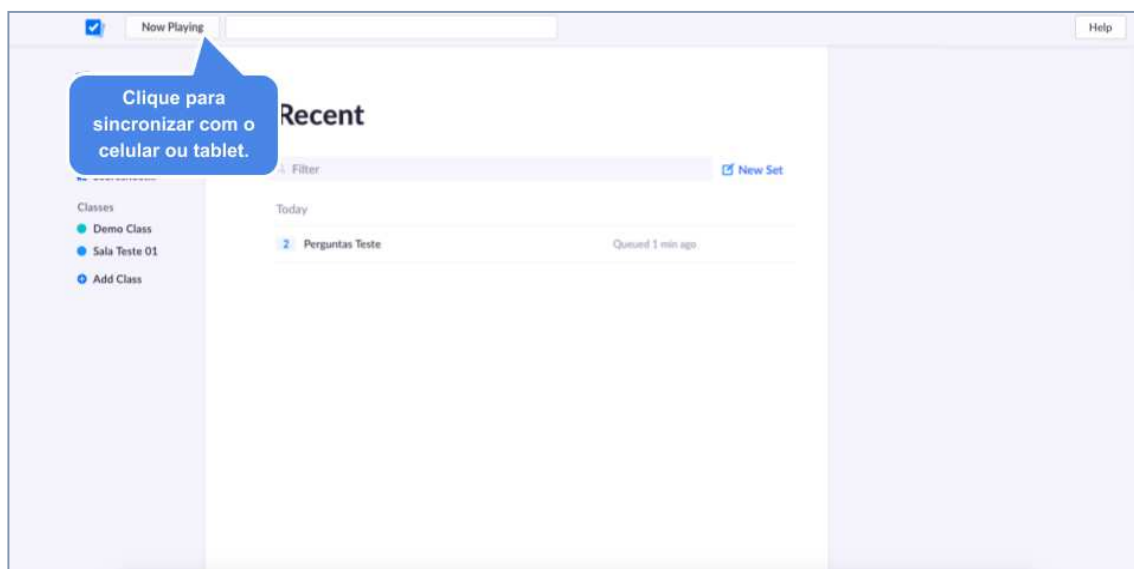 Now Playing
Help
Clique para
sincronizar com o
celular ou tablet.
Recent
Filter
New Set
Today
2 Perguntas Teste
Queued 1 min ago
Classes
Demo Class
Sala Teste 01
Add Class